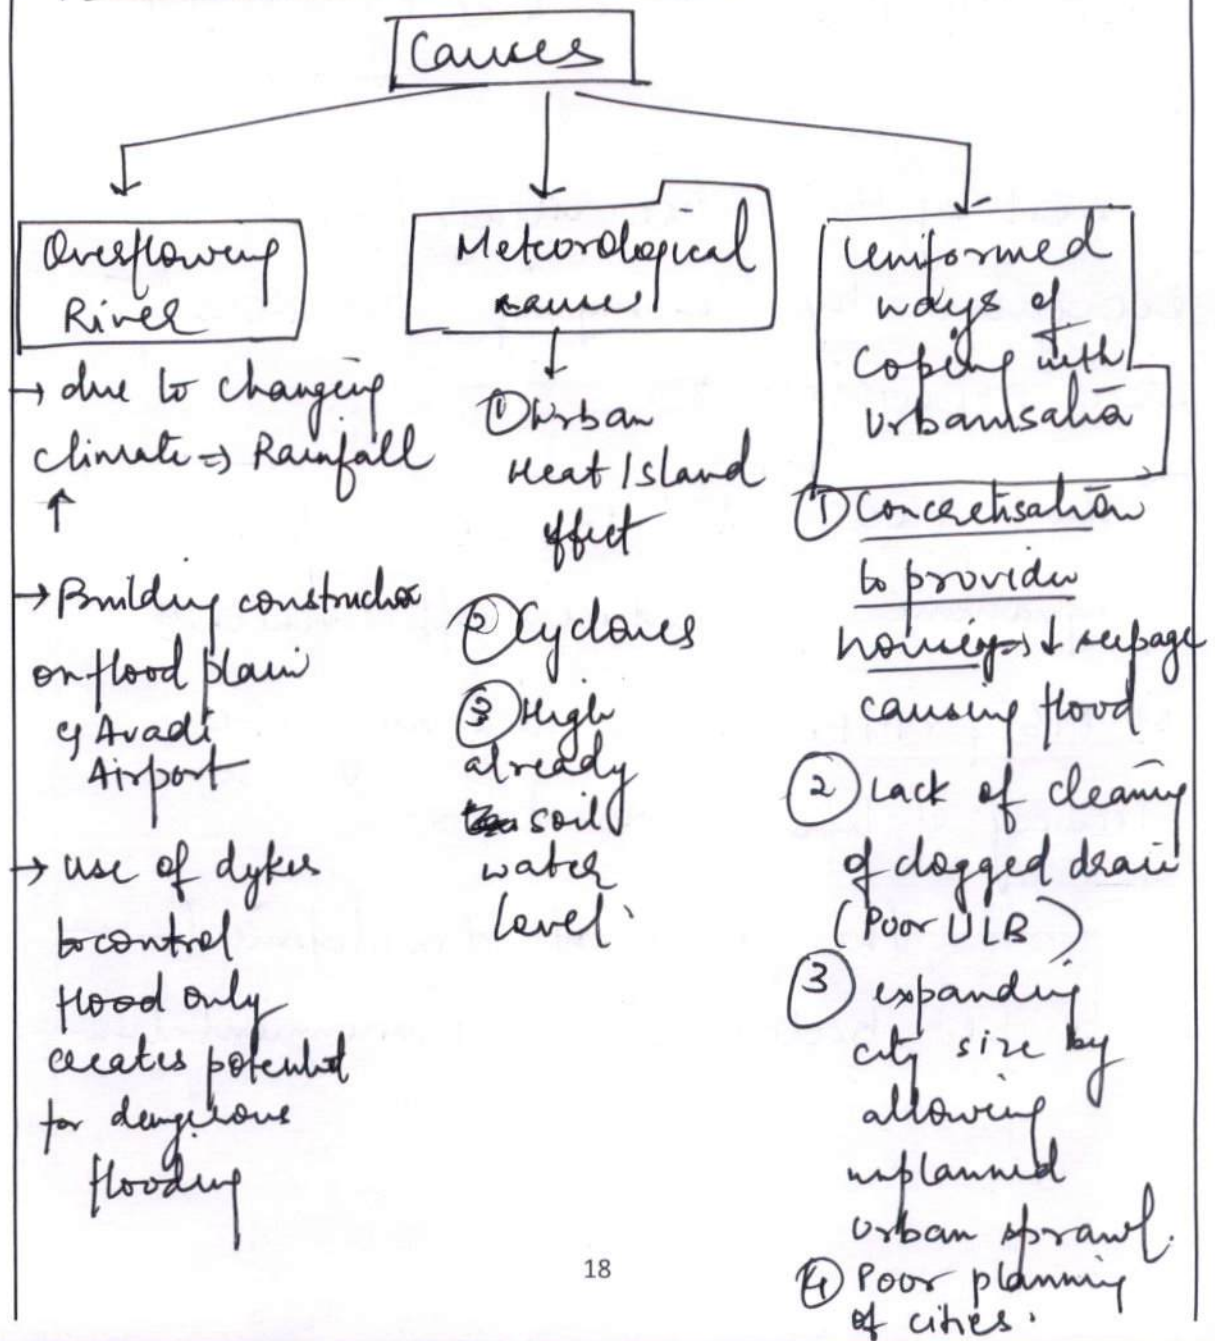 Causes
Overflowing
River
→ due to changing
climate ⇒ Rainfall
↑
→ Building construction
on flood plain
eg Avadi
Airport
→ use of dykes
to control
flood only
creates potential
for dangerous
flooding
Meteorological
causes
① Urban
Heat Island
effect
② Cyclones
③ High
already
soil
water
level.
Uniformed
ways of
coping with
Urbanisation
① Concretisation
to provide
housing ⇒ ↓ seepage
causing flood
② Lack of cleaning
of clogged drain
(Poor ULB)
③ expanding
city size by
allowing
unplanned
urban sprawl.
④ Poor planning
of cities.
18